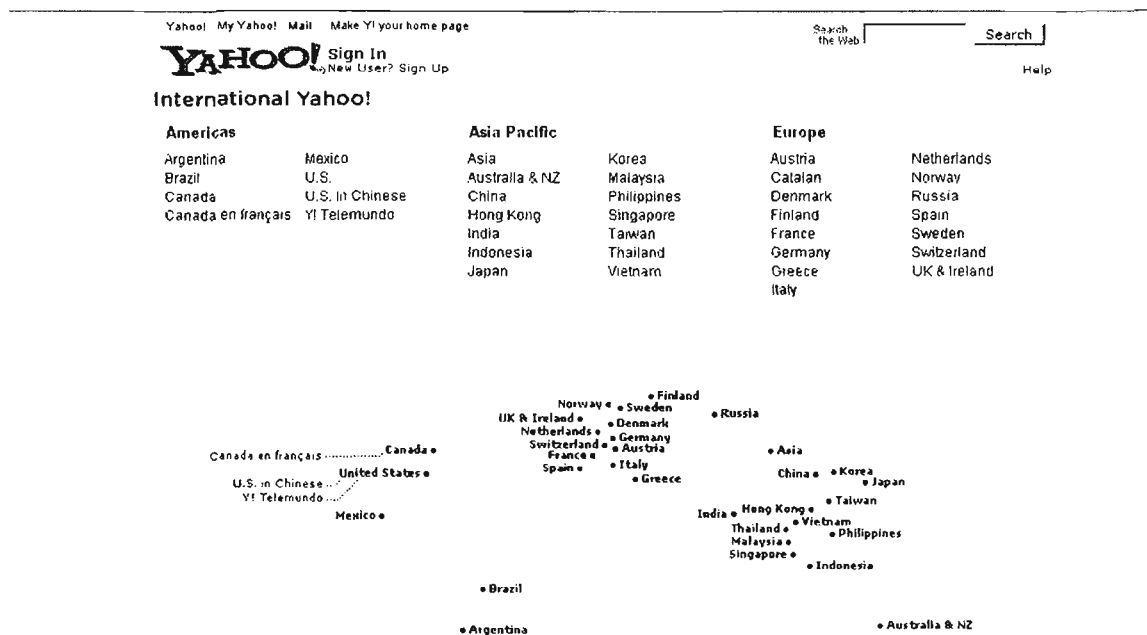 Yahoo! My Yahoo! Mail Make Y! your home page
Search the Web Search
YAHOO! Sign In
New User? Sign Up
Help
International Yahoo!
Americas
Argentina Mexico
Brazil U.S.
Canada U.S. in Chinese
Canada en français Y! Telemundo
Asia Pacific
Asia Korea
Australia & NZ Malaysia
China Philippines
Hong Kong Singapore
India Taiwan
Indonesia Thailand
Japan Vietnam
Europe
Austria Netherlands
Catalan Norway
Denmark Russia
Finland Spain
France Sweden
Germany Switzerland
Greece UK & Ireland
Italy
Finland
Norway
Sweden
Russia
UK & Ireland
Denmark
Netherlands
Germany
Switzerland
Austria
Canada
Canada en français
France
Asia
Spain
Italy
United States
Greece
China
Korea
U.S. in Chinese
Japan
Y! Telemundo
Taiwan
Mexico
India
Hong Kong
Vietnam
Thailand
Philippines
Malaysia
Singapore
Indonesia
Brazil
Argentina
Australia & NZ